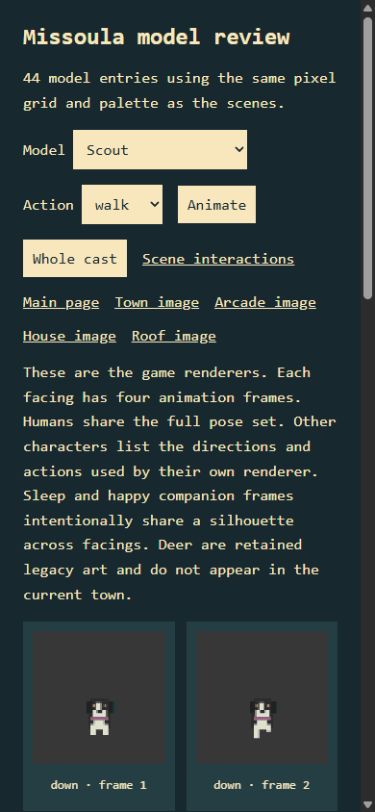 Missoula model review
44 model entries using the same pixel
grid and palette as the scenes.
Model Scout
Action walk Animate
Whole cast Scene interactions
Main page Town image Arcade image
House image Roof image
These are the game renderers. Each
facing has four animation frames.
Humans share the full pose set. Other
characters list the directions and
actions used by their own renderer.
Sleep and happy companion frames
intentionally share a silhouette
across facings. Deer are retained
legacy art and do not appear in the
current town.
down · frame 1 down · frame 2